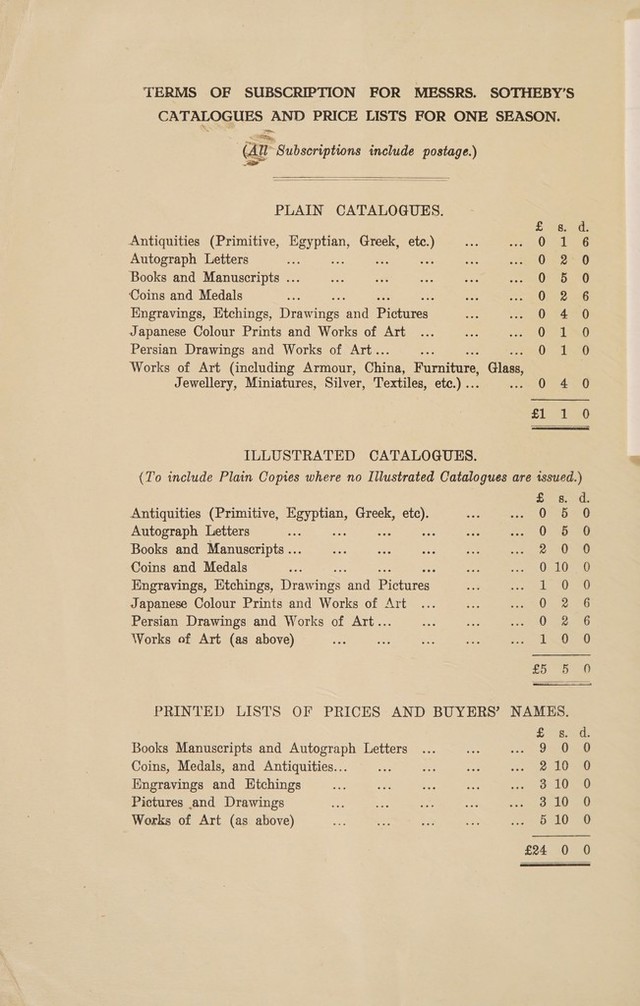 TERMS OF SUBSCRIPTION FOR MESSRS. SOTHEBY'S
CATALOGUES AND PRICE LISTS FOR ONE SEASON.
(All Subscriptions include postage.)
PLAIN CATALOGUES.
£ s. d.
Antiquities (Primitive, Egyptian, Greek, etc.) ... ... 0 1 6
Autograph Letters ... ... ... ... ... ... 0 2 0
Books and Manuscripts ... ... ... ... ... ... 0 5 0
Coins and Medals ... ... ... ... ... ... 0 2 6
Engravings, Etchings, Drawings and Pictures ... ... 0 4 0
Japanese Colour Prints and Works of Art ... ... ... 0 1 0
Persian Drawings and Works of Art ... ... ... ... 0 1 0
Works of Art (including Armour, China, Furniture, Glass,
Jewellery, Miniatures, Silver, Textiles, etc.) ... ... 0 4 0
£1 1 0
ILLUSTRATED CATALOGUES.
(To include Plain Copies where no Illustrated Catalogues are issued.)
£ s. d.
Antiquities (Primitive, Egyptian, Greek, etc). ... ... 0 5 0
Autograph Letters ... ... ... ... ... ... 0 5 0
Books and Manuscripts ... ... ... ... ... ... 2 0 0
Coins and Medals ... ... ... ... ... ... 0 10 0
Engravings, Etchings, Drawings and Pictures ... ... 1 0 0
Japanese Colour Prints and Works of Art ... ... ... 0 2 6
Persian Drawings and Works of Art ... ... ... ... 0 2 6
Works of Art (as above) ... ... ... ... ... 1 0 0
£5 5 0
PRINTED LISTS OF PRICES AND BUYERS' NAMES.
£ s. d.
Books Manuscripts and Autograph Letters ... ... ... 9 0 0
Coins, Medals, and Antiquities... ... ... ... ... 2 10 0
Engravings and Etchings ... ... ... ... ... 3 10 0
Pictures and Drawings ... ... ... ... ... 3 10 0
Works of Art (as above) ... ... ... ... ... 5 10 0
£24 0 0